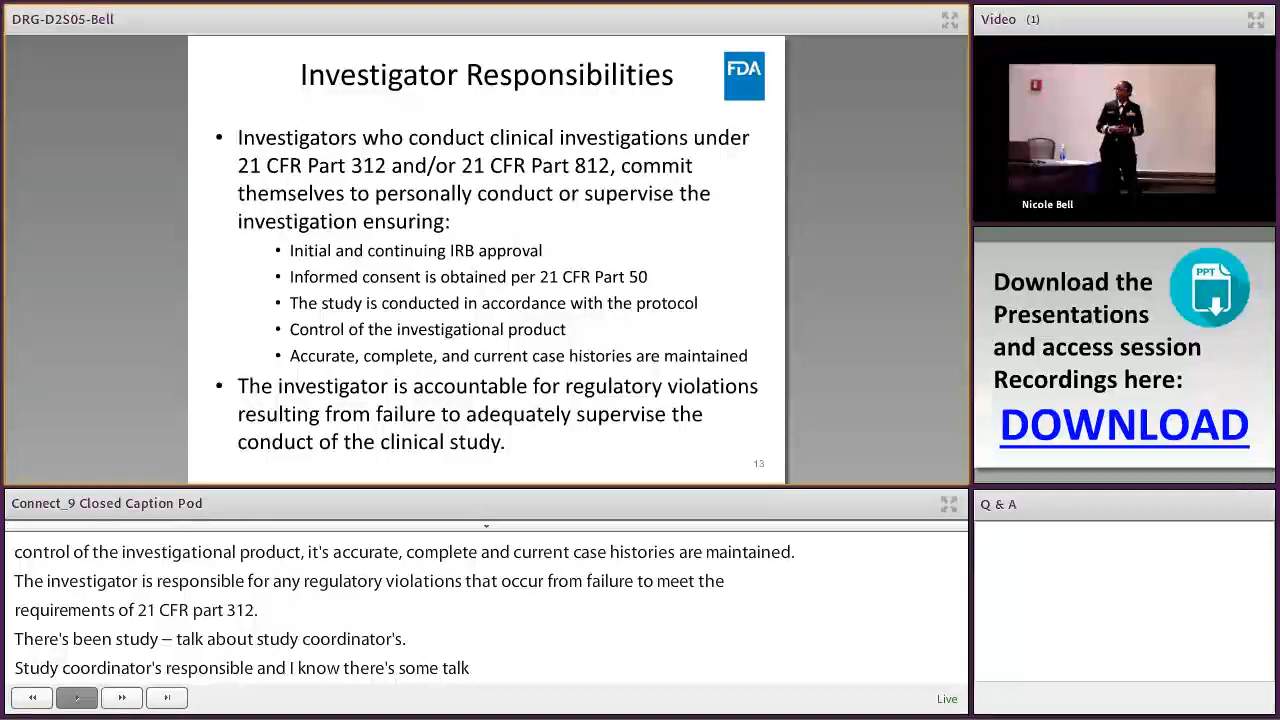 DRG-D2S05-Bell
Investigator Responsibilities
FDA
• Investigators who conduct clinical investigations under
21 CFR Part 312 and/or 21 CFR Part 812, commit
themselves to personally conduct or supervise the
investigation ensuring:
• Initial and continuing IRB approval
• Informed consent is obtained per 21 CFR Part 50
• The study is conducted in accordance with the protocol
• Control of the investigational product
• Accurate, complete, and current case histories are maintained
• The investigator is accountable for regulatory violations
resulting from failure to adequately supervise the
conduct of the clinical study.
13
Video (1)
Nicole Bell
PPT
Download the
Presentations
and access session
Recordings here:
DOWNLOAD
Connect_9 Closed Caption Pod
control of the investigational product, it's accurate, complete and current case histories are maintained.
The investigator is responsible for any regulatory violations that occur from failure to meet the
requirements of 21 CFR part 312.
There's been study – talk about study coordinator's.
Study coordinator's responsible and I know there's some talk
Live
Q & A